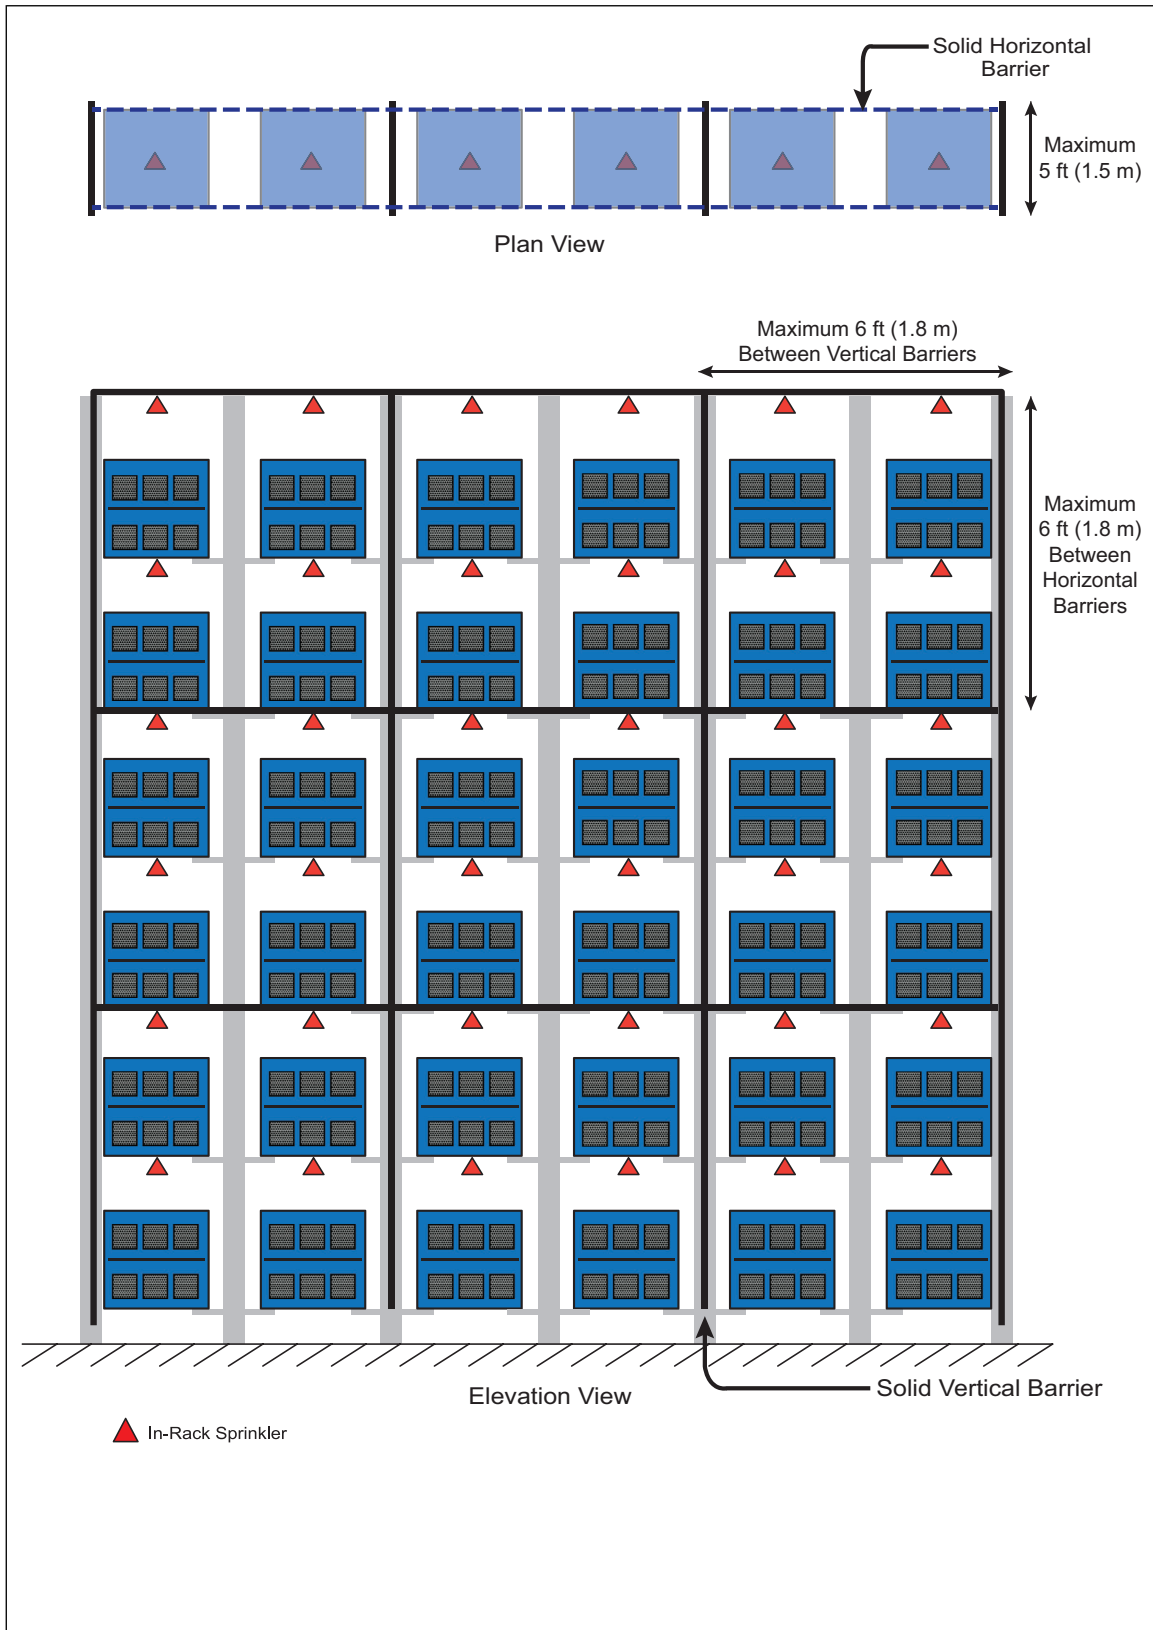 Solid Horizontal
Barrier
Maximum
5 ft (1.5 m)
Plan View
Maximum 6 ft (1.8 m)
Between Vertical Barriers
Maximum
6 ft (1.8 m)
Between
Horizontal
Barriers
Solid Vertical Barrier
Elevation View
In-Rack Sprinkler